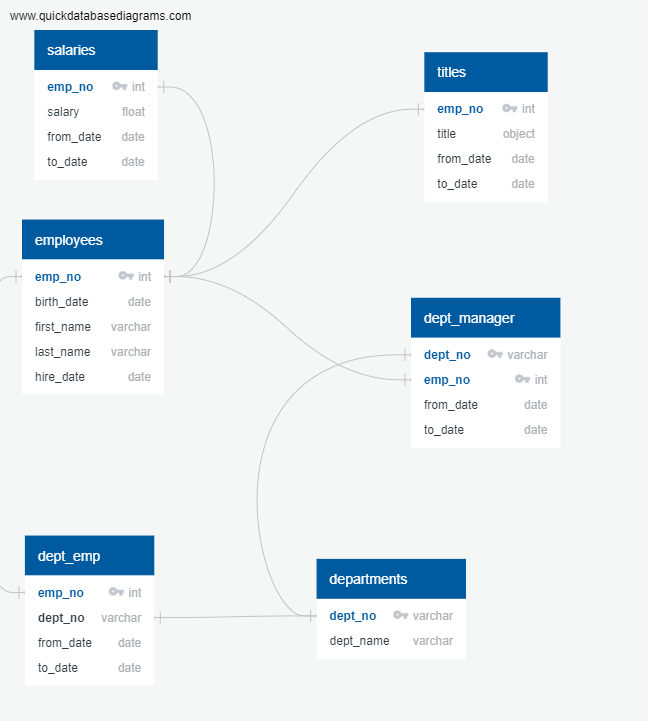 www.quickdatabasediagrams.com
salaries
emp_no int
salary float
from_date date
to_date date
titles
emp_no int
title object
from_date date
to_date date
employees
emp_no int
birth_date date
first_name varchar
last_name varchar
hire_date date
dept_manager
dept_no varchar
emp_no int
from_date date
to_date date
dept_emp
emp_no int
dept_no varchar
from_date date
to_date date
departments
dept_no varchar
dept_name varchar